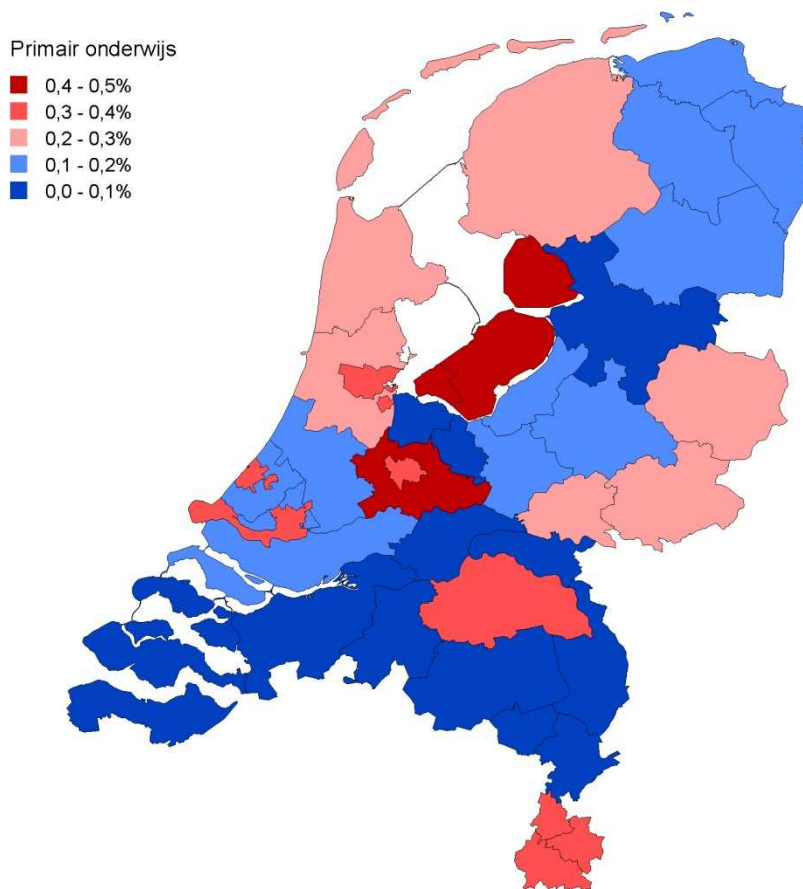 Primair onderwijs
0,4 - 0,5%
0,3 - 0,4%
0,2 - 0,3%
0,1 - 0,2%
0,0 - 0,1%